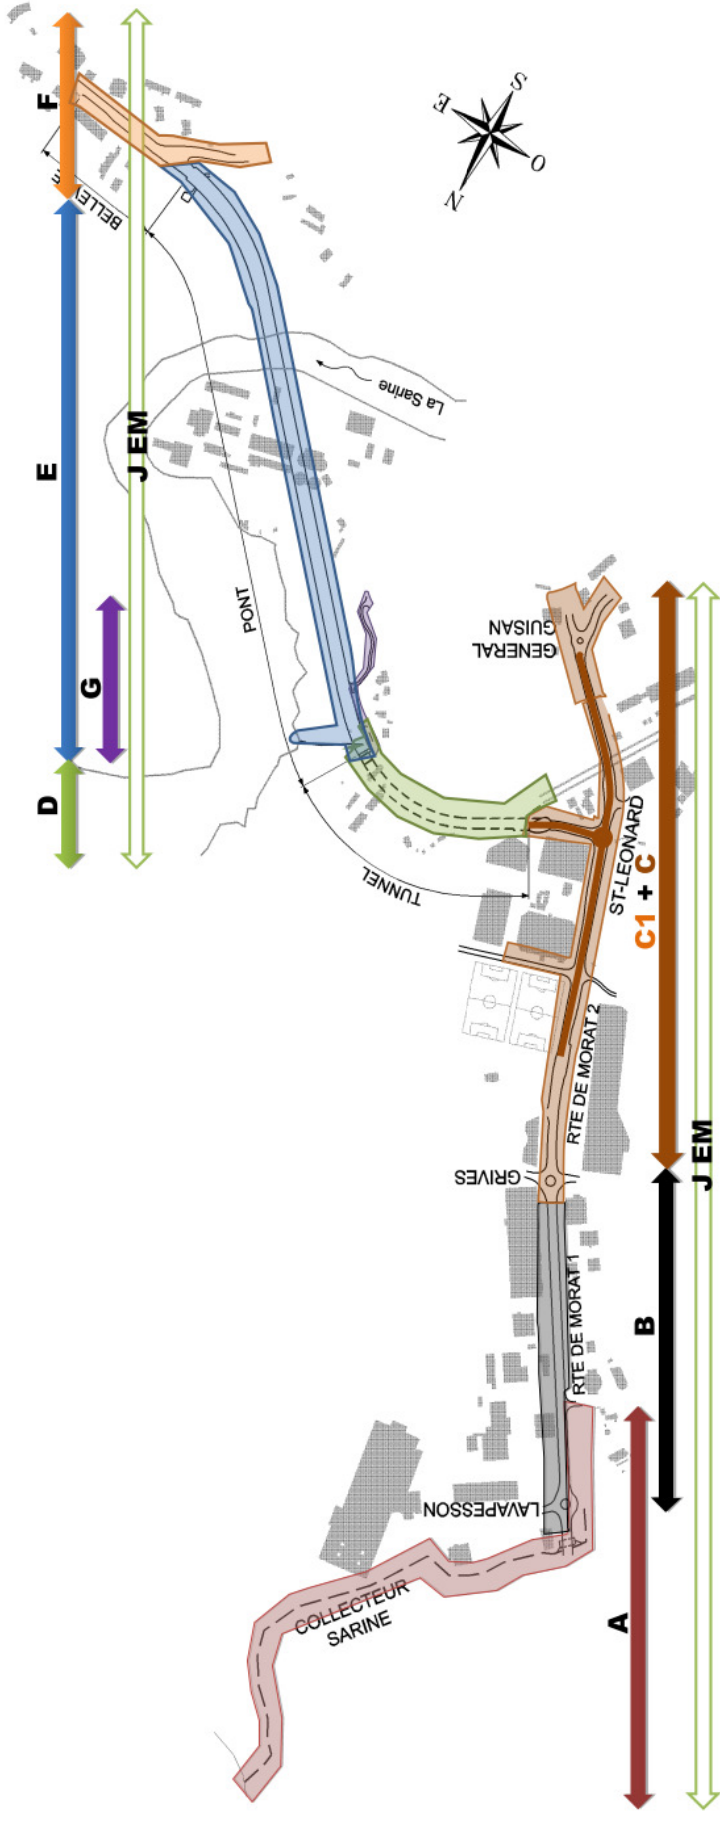 F
BELLEV
E
S
E
O
N
E
J EM
La Sarine
PONT
G
D
TUNNEL
GENERAL
GUISAN
ST-LEONARD
C1 + C
RTE DE MORAT 2
GRIVES
J EM
RTE DE MORAT 1
B
LAVAPESSON
COLLECTEUR
SARINE
A